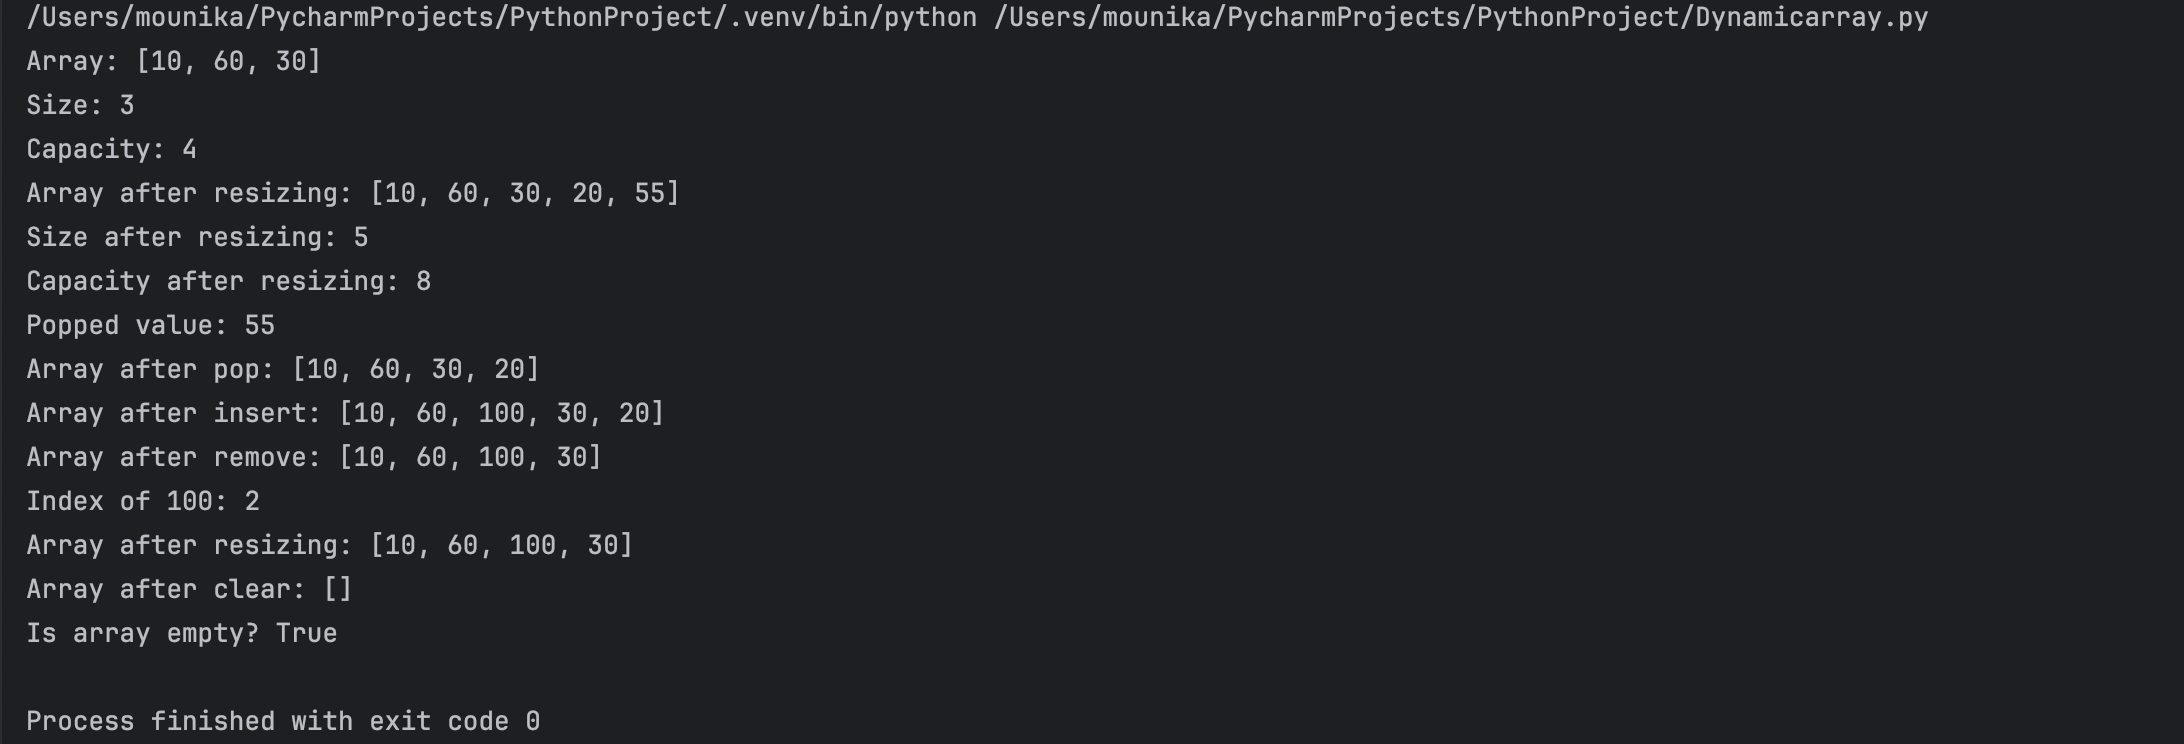 /Users/mounika/PycharmProjects/PythonProject/.venv/bin/python /Users/mounika/PycharmProjects/PythonProject/Dynamicarray.py
Array: [10, 60, 30]
Size: 3
Capacity: 4
Array after resizing: [10, 60, 30, 20, 55]
Size after resizing: 5
Capacity after resizing: 8
Popped value: 55
Array after pop: [10, 60, 30, 20]
Array after insert: [10, 60, 100, 30, 20]
Array after remove: [10, 60, 100, 30]
Index of 100: 2
Array after resizing: [10, 60, 100, 30]
Array after clear: []
Is array empty? True
Process finished with exit code 0